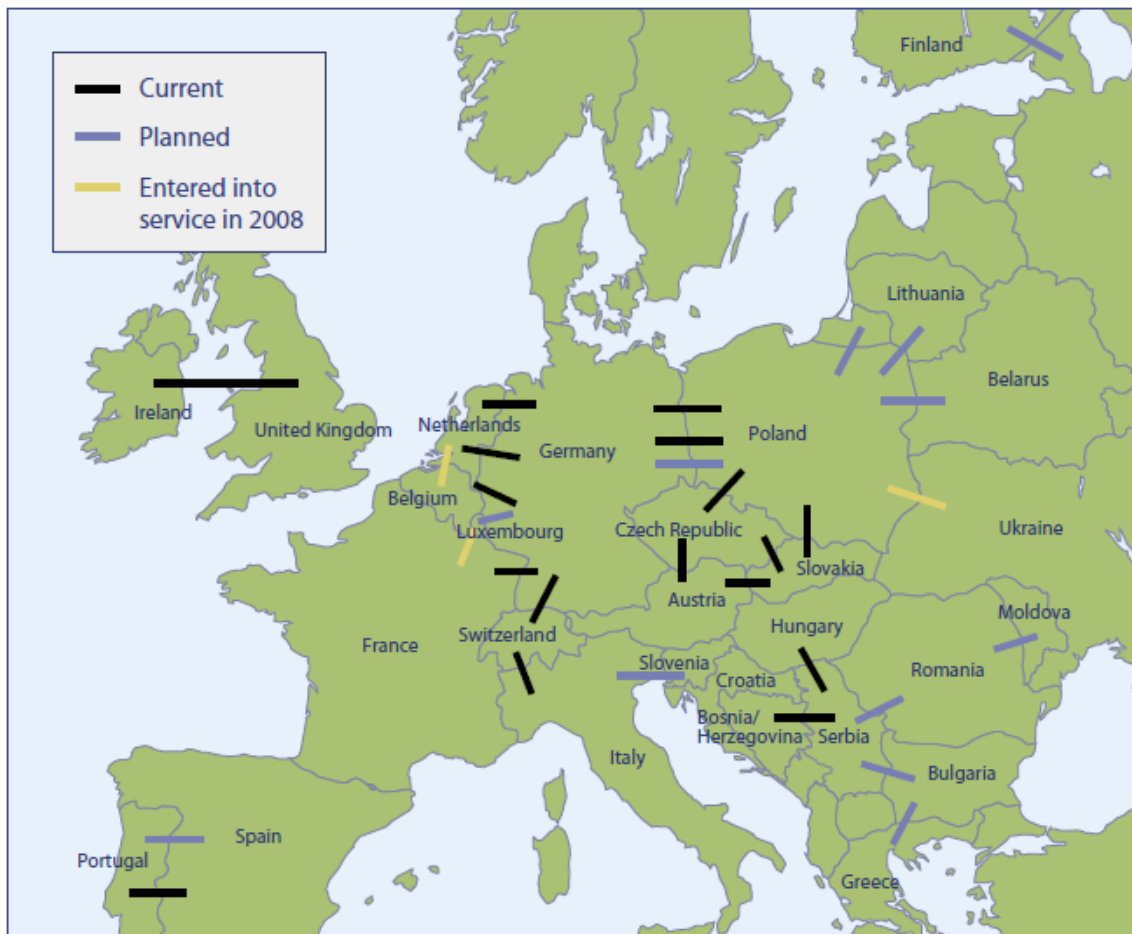 Current
Planned
Entered into
service in 2008
Finland
Lithuania
Belarus
Ireland
United Kingdom
Netherlands
Germany
Poland
Belgium
Luxembourg
Czech Republic
Ukraine
Slovakia
Austria
Moldova
Hungary
Switzerland
France
Slovenia
Romania
Croatia
Bosnia/
Herzegovina
Serbia
Italy
Bulgaria
Spain
Portugal
Greece